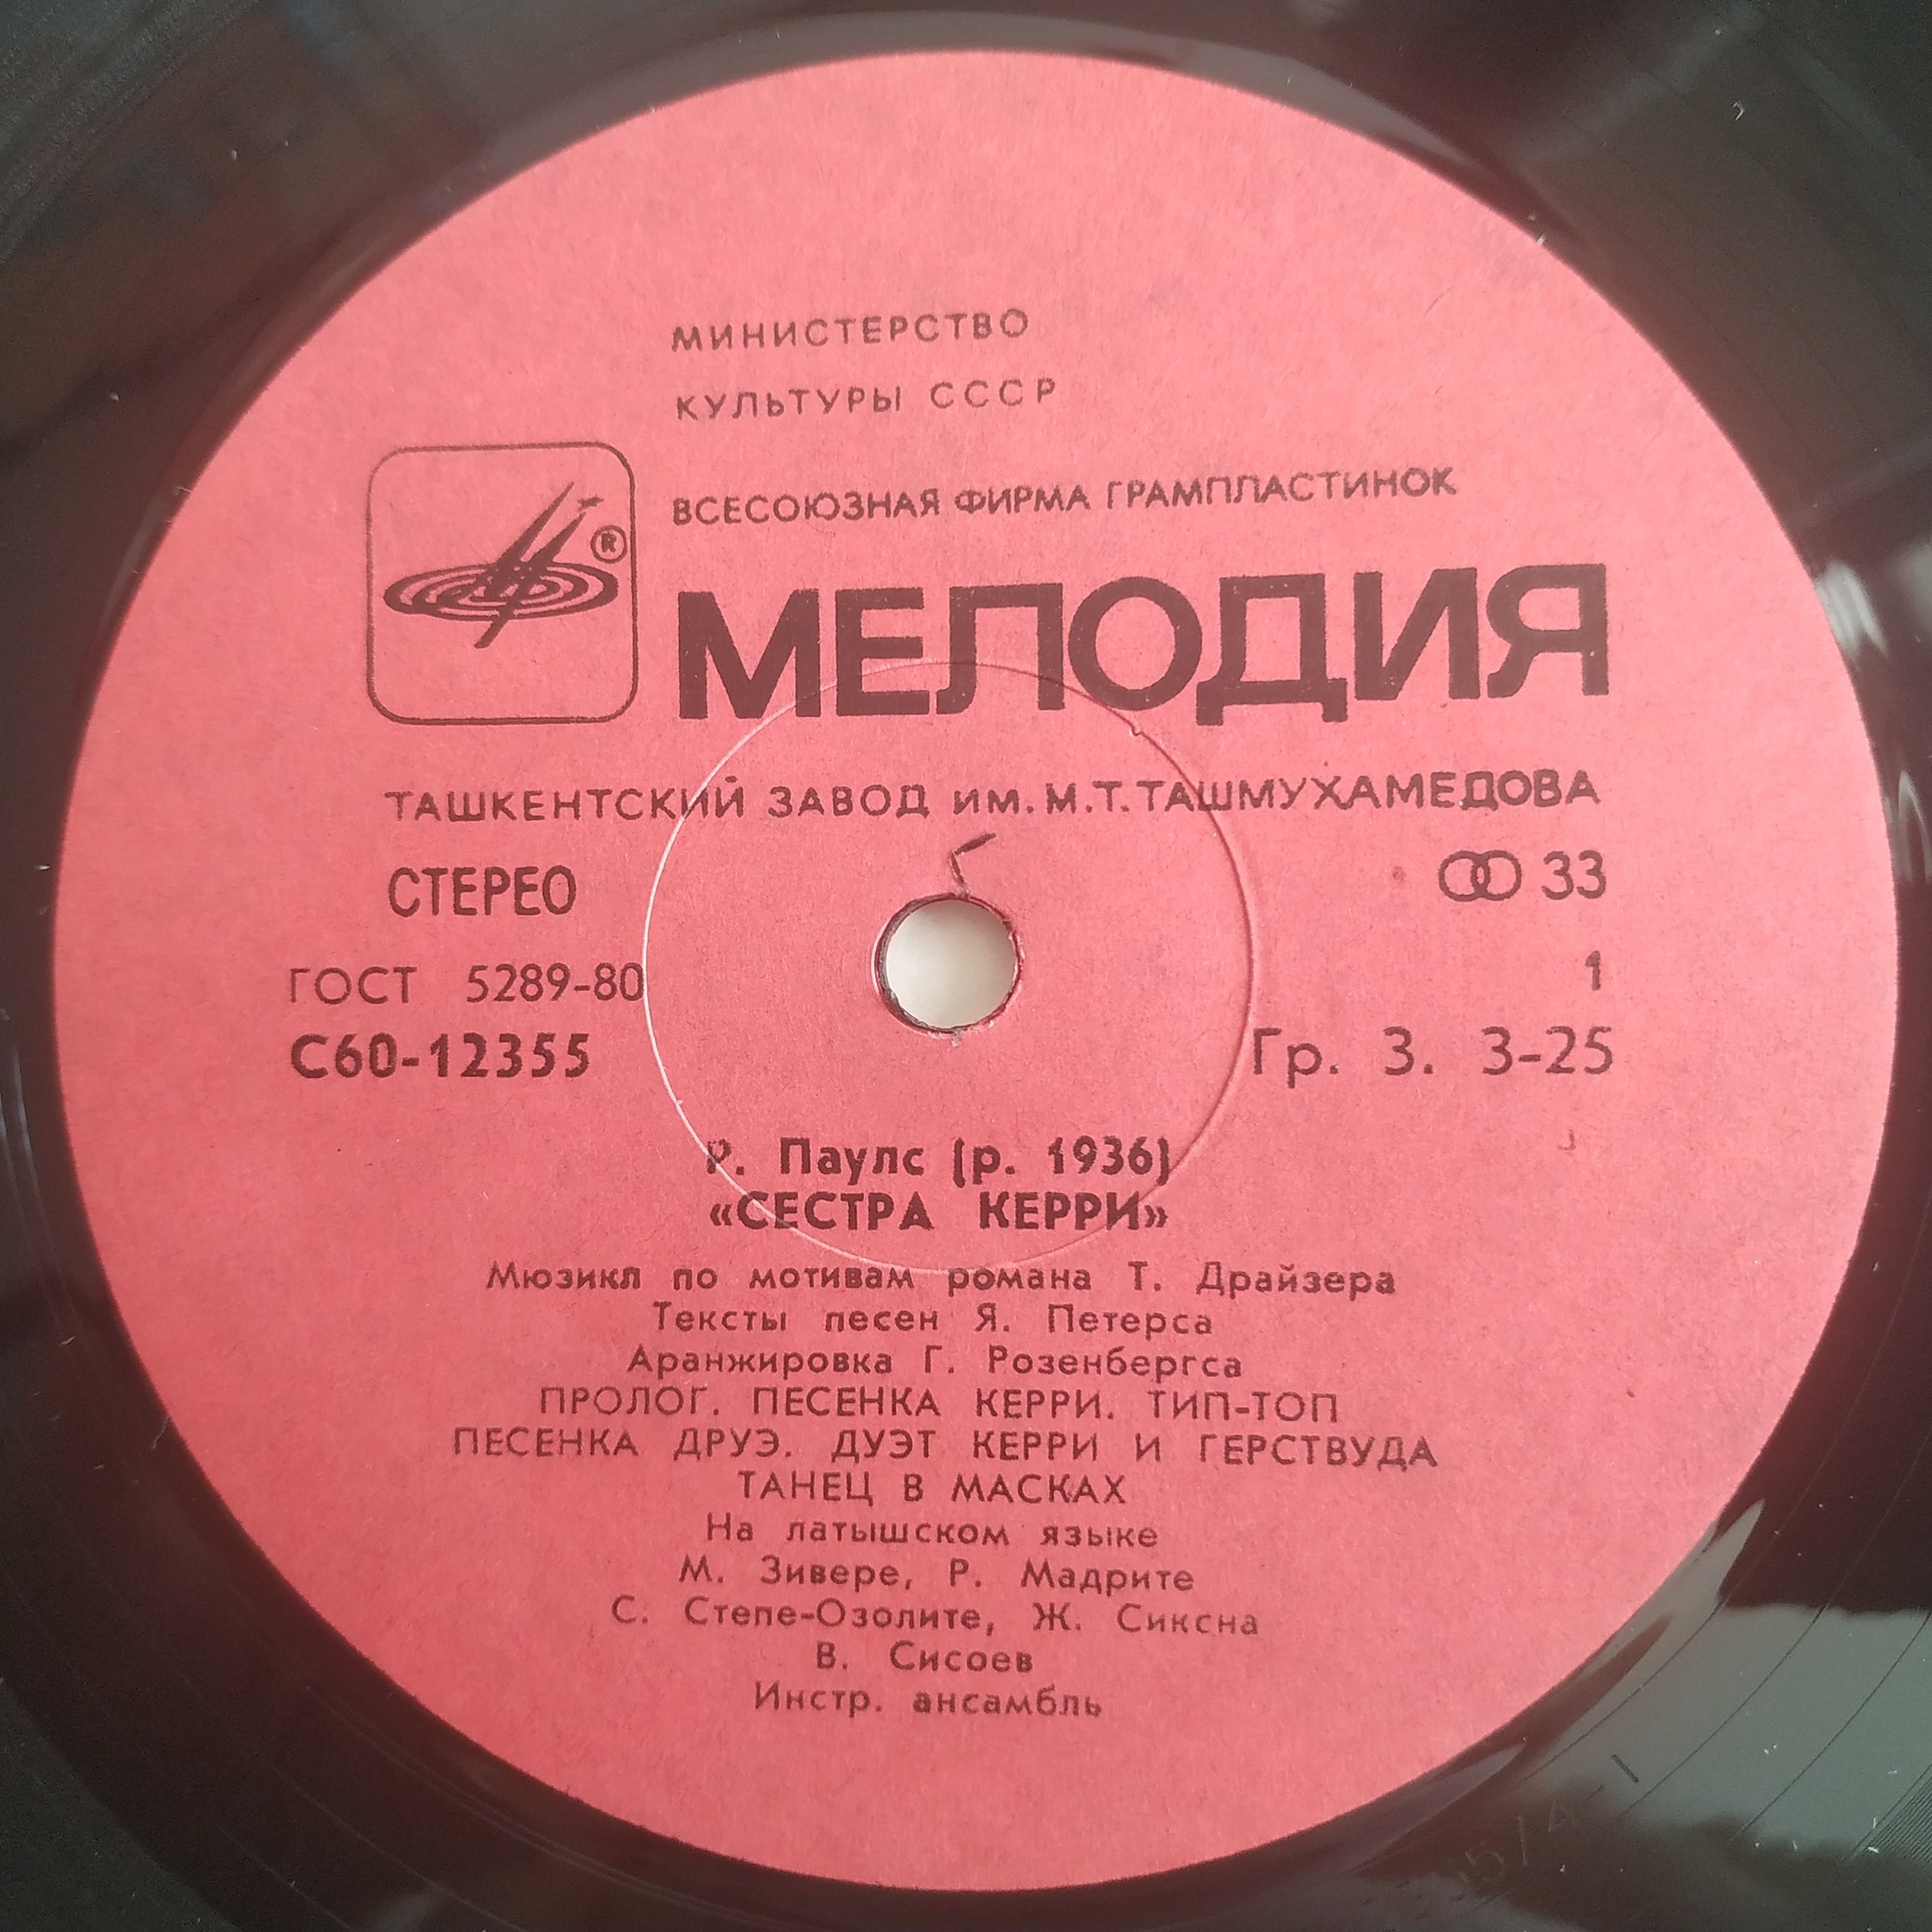 МИНИСТЕРСТВО
КУЛЬТУРЫ СССР
ВСЕСОЮЗНАЯ ФИРМА ГРАМПЛАСТИНОК
®
МЕЛОДИЯ
ТАШКЕНТСКИЙ ЗАВОД ИМ. М.Т. ТАШМУХАМЕДОВА
СТЕРЕО 33
ГОСТ 5289-80 1
С60-12355 Гр. 3. 3-25
Р. Паулс (р. 1936)
«СЕСТРА КЕРРИ»
Мюзикл по мотивам романа Т. Драйзера
Тексты песен Я. Петерса
Аранжировка Г. Розенбергса
ПРОЛОГ. ПЕСЕНКА КЕРРИ. ТИП-ТОП
ПЕСЕНКА ДРУЭ. ДУЭТ КЕРРИ И ГЕРСТВУДА
ТАНЕЦ В МАСКАХ
На латышском языке
М. Зивере, Р. Мадрите
С. Степе-Озолите, Ж. Сиксна
В. Сисоев
Инстр. ансамбль